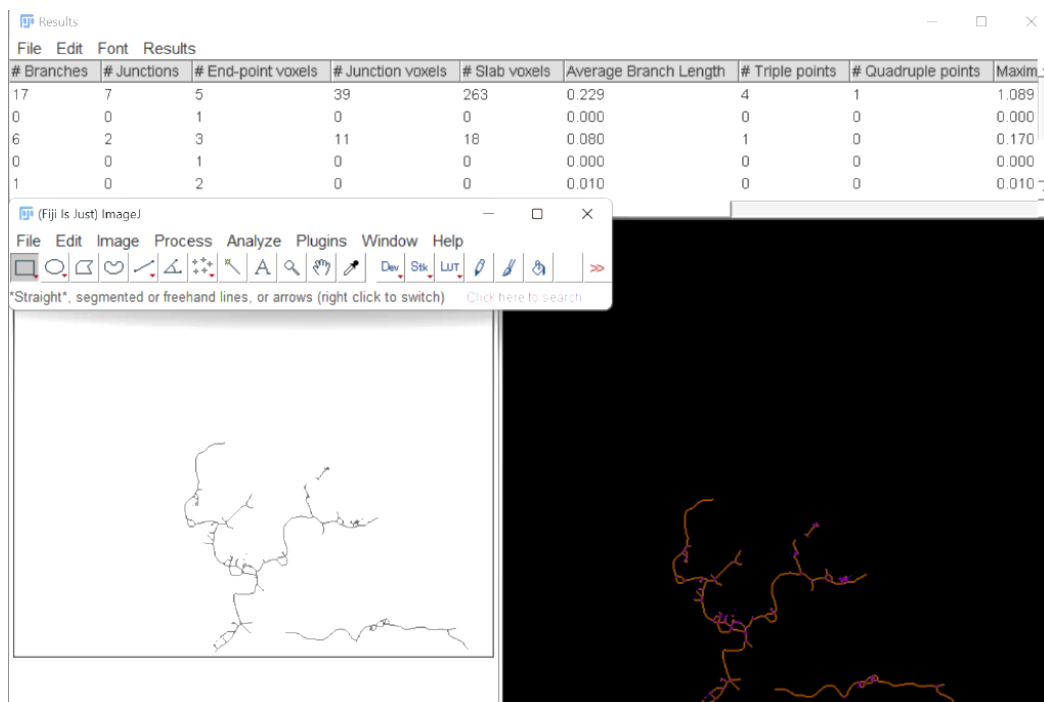 Results
File Edit Font Results
# Branches # Junctions # End-point voxels # Junction voxels # Slab voxels Average Branch Length # Triple points # Quadruple points Maxim
17 7 5 39 263 0.229 4 1 1.089
0 0 1 0 0 0.000 0 0 0.000
6 2 3 11 18 0.080 1 0 0.170
0 0 1 0 0 0.000 0 0 0.000
1 0 2 0 0 0.010 0 0 0.010
(Fiji Is Just) ImageJ
File Edit Image Process Analyze Plugins Window Help
A Dev Stk LUT >>
*Straight*, segmented or freehand lines, or arrows (right click to switch) Click here to search